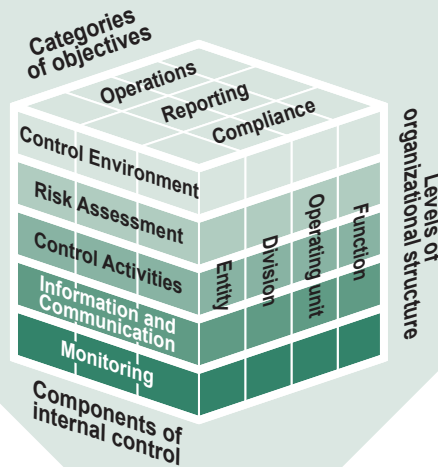 Categories
of objectives
Operations
Reporting
Compliance
Control Environment
Risk Assessment
Control Activities
Information and
Communication
Monitoring
Entity
Division
Operating unit
Function
Levels of
organizational structure
Components of
internal control